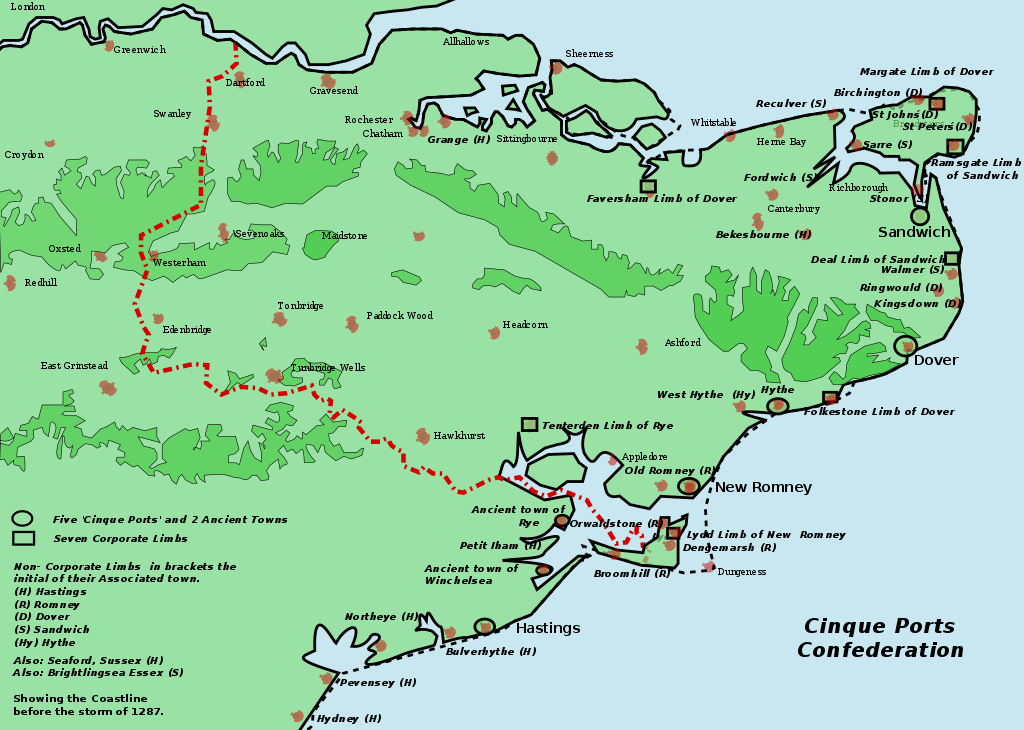 London
Greenwich
Allhallows
Sheerness
Dartford
Gravesend
Margate Limb of Dover
Birchington (D)
Reculver (S)
Swanley
Rochester
Chatham
Grange (H)
Sittingbourne
Whitstable
Herne Bay
St Johns(D)
St Peters(D)
Croydon
Sarre (S)
Ramsgate Limb
of Sandwich
Fordwich (S)
Richborough
Stonor
Faversham Limb of Dover
Canterbury
Bekesbourne (H)
Sandwich
Oxsted
Sevenoaks
Maidstone
Westerham
Deal Limb of Sandwich
Walmer (S)
Redhill
Ringwould (D)
Kingsdown (D)
Tonbridge
Paddock Wood
Edenbridge
Headcorn
Ashford
Dover
East Grinstead
Tunbridge Wells
West Hythe (Hy)
Hythe
Folkestone Limb of Dover
Tenterden Limb of Rye
Hawkhurst
Appledore
Old Romney (R)
New Romney
Ancient town of
Rye
Orwaldstone (R)
Five 'Cinque Ports' and 2 Ancient Towns
Seven Corporate Limbs
Lydd Limb of New Romney
Petit Iham (H)
Dengemarsh (R)
Ancient town of
Winchelsea
Broomhill (R)
Dungeness
Non- Corporate Limbs in brackets the
initial of their Associated town.
(H) Hastings
(R) Romney
(D) Dover
(S) Sandwich
(Hy) Hythe
Northeye (H)
Hastings
Bulverhythe (H)
Cinque Ports
Confederation
Also: Seaford, Sussex (H)
Also: Brightlingsea Essex (S)
Pevensey (H)
Showing the Coastline
before the storm of 1287.
Hydney (H)